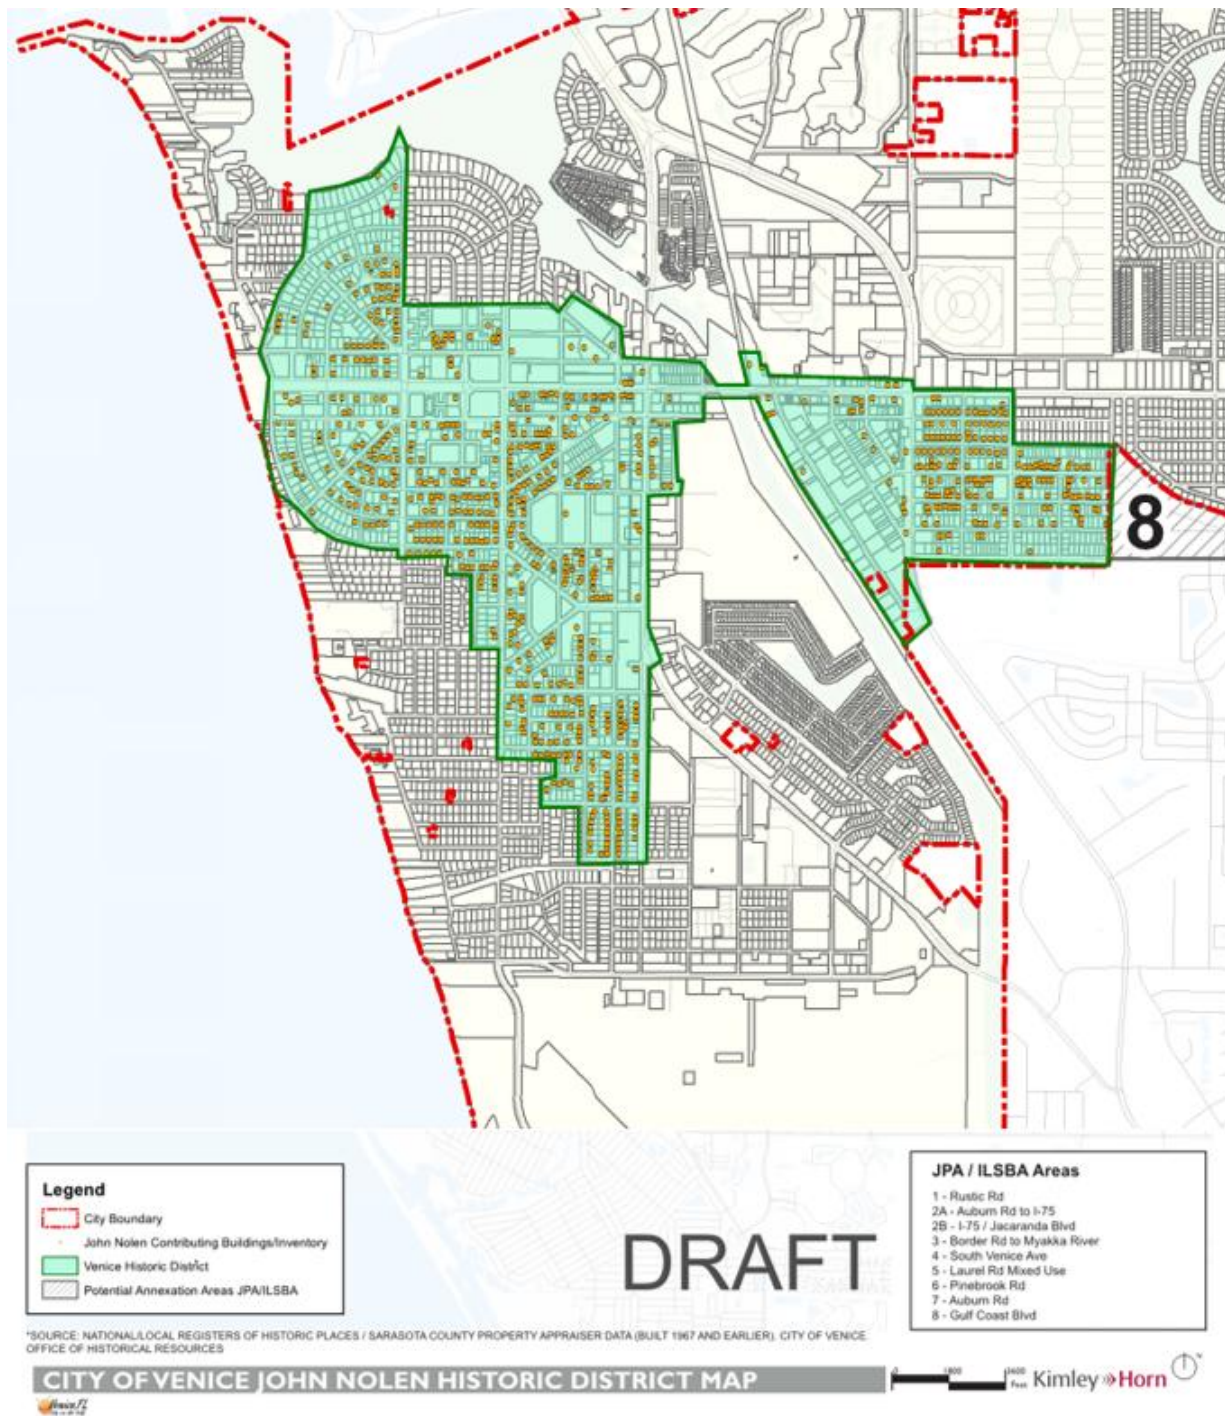 8
Legend
City Boundary
John Nolen Contributing Buildings/Inventory
Venice Historic District
Potential Annexation Areas JPA/ILSBA
DRAFT
JPA / ILSBA Areas
1 - Rustic Rd
2A - Auburn Rd to I-75
2B - I-75 / Jacaranda Blvd
3 - Border Rd to Myakka River
4 - South Venice Ave
5 - Laurel Rd Mixed Use
6 - Pinebrook Rd
7 - Auburn Rd
8 - Gulf Coast Blvd
*SOURCE: NATIONAL/LOCAL REGISTERS OF HISTORIC PLACES / SARASOTA COUNTY PROPERTY APPRAISER DATA (BUILT 1967 AND EARLIER). CITY OF VENICE
OFFICE OF HISTORICAL RESOURCES
CITY OF VENICE JOHN NOLEN HISTORIC DISTRICT MAP
0
Feet
Kimley»Horn
Venice FL